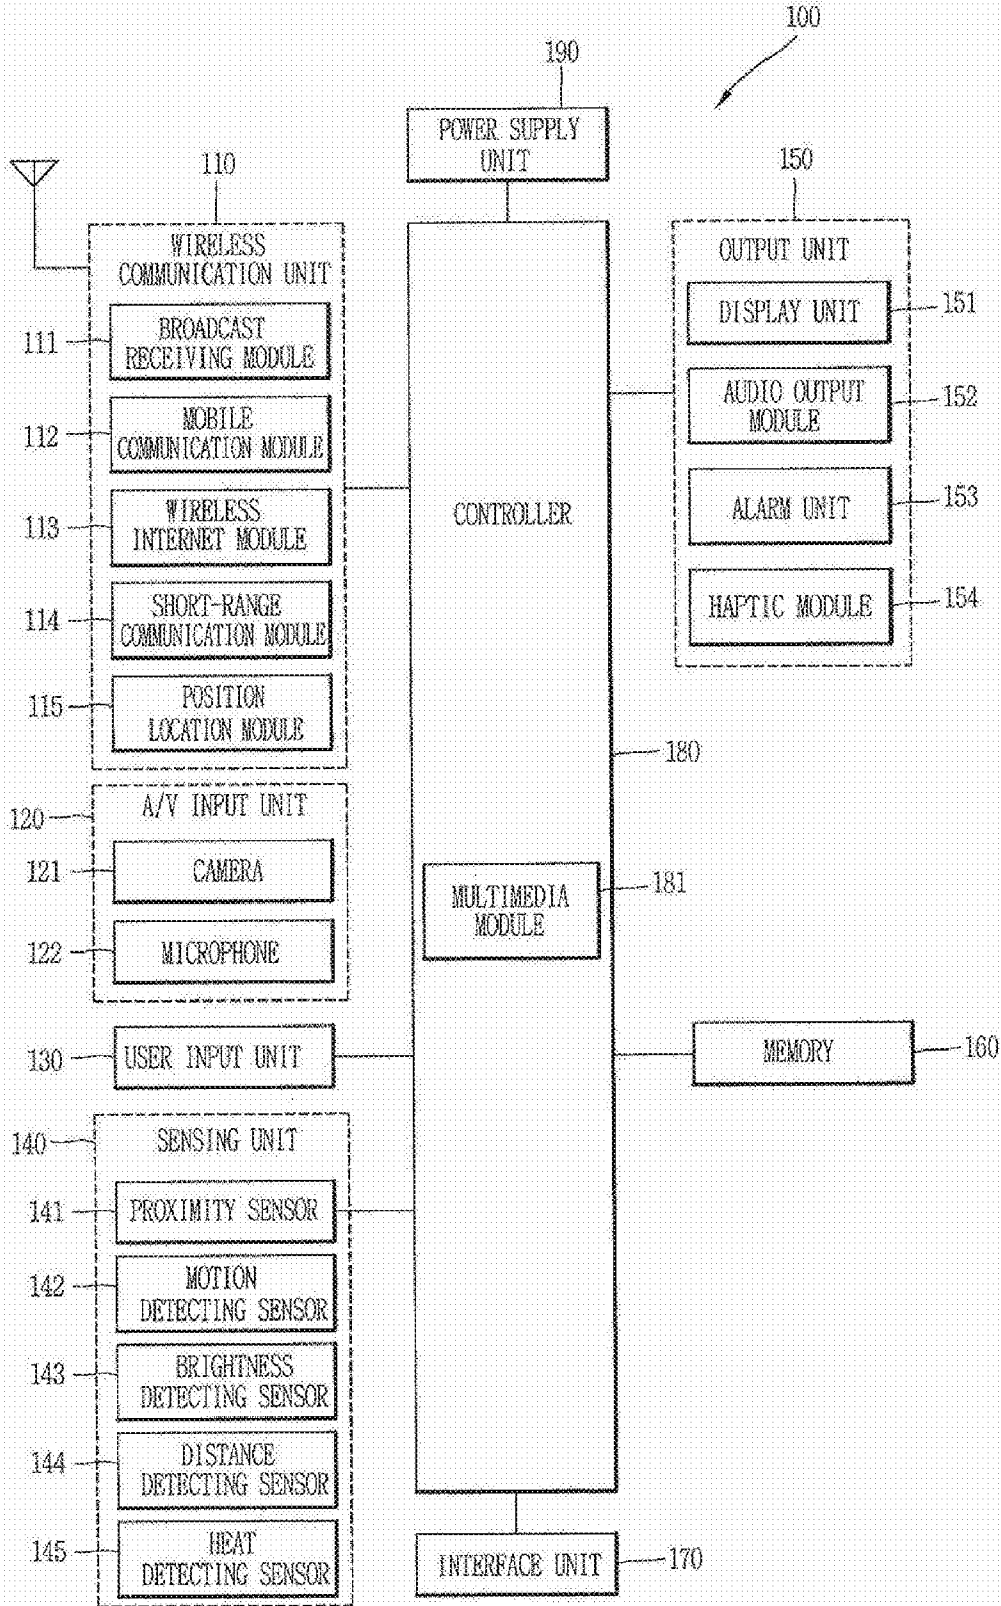 100
190
POWER SUPPLY
UNIT
110
WIRELESS
COMMUNICATION UNIT
111
BROADCAST
RECEIVING MODULE
112
MOBILE
COMMUNICATION MODULE
113
WIRELESS
INTERNET MODULE
114
SHORT-RANGE
COMMUNICATION MODULE
115
POSITION
LOCATION MODULE
120
A/V INPUT UNIT
121
CAMERA
122
MICROPHONE
130
USER INPUT UNIT
140
SENSING UNIT
141
PROXIMITY SENSOR
142
MOTION
DETECTING SENSOR
143
BRIGHTNESS
DETECTING SENSOR
144
DISTANCE
DETECTING SENSOR
145
HEAT
DETECTING SENSOR
CONTROLLER
180
MULTIMEDIA
MODULE
181
150
OUTPUT UNIT
DISPLAY UNIT
151
AUDIO OUTPUT
MODULE
152
ALARM UNIT
153
HAPTIC MODULE
154
MEMORY
160
INTERFACE UNIT
170